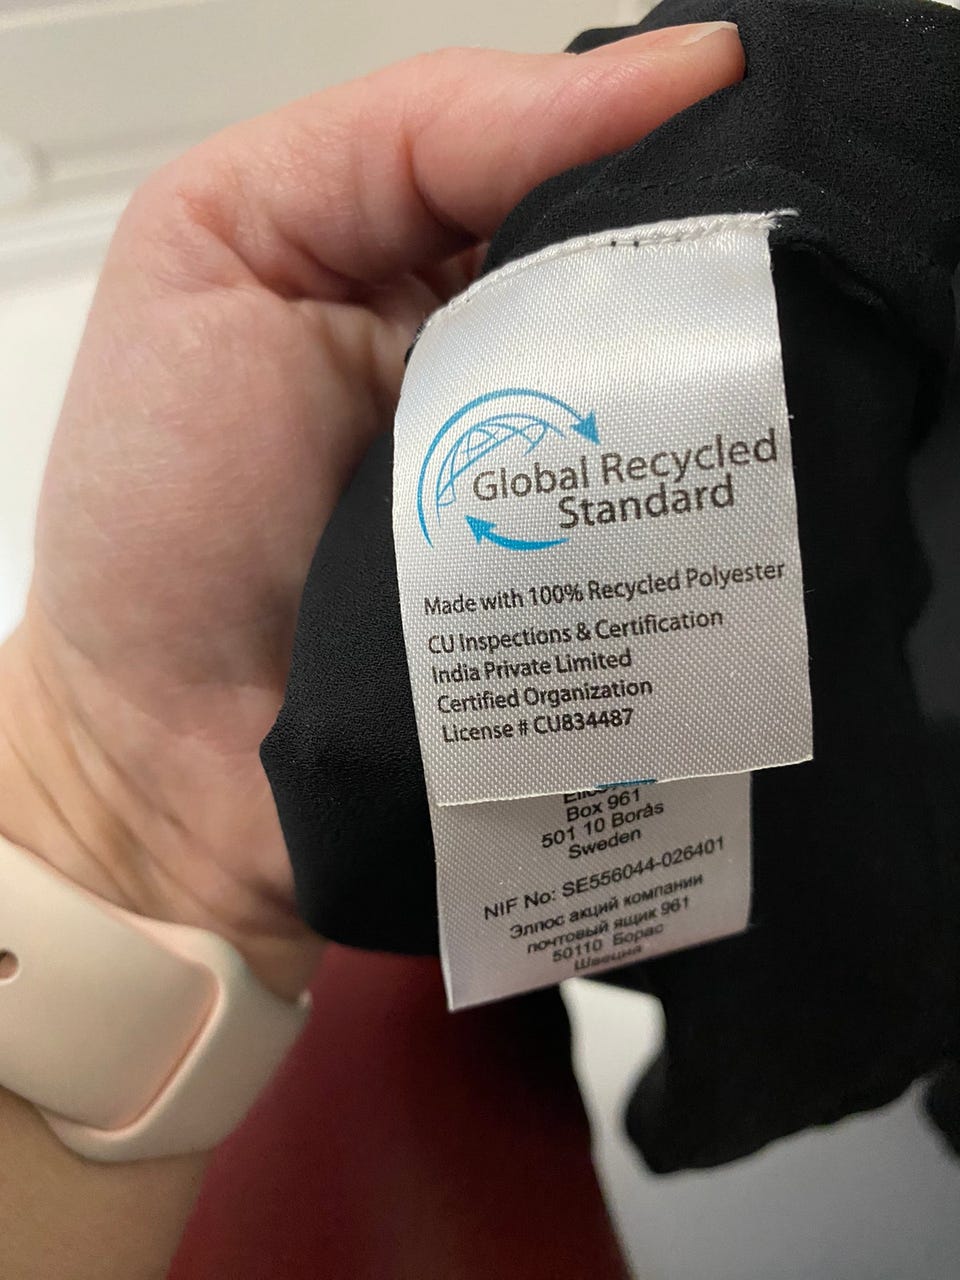 Global Recycled
Standard
Made with 100% Recycled Polyester
CU Inspections & Certification
India Private Limited
Certified Organization
License # CU834487
Box 961
501 10 Borås
Sweden
NIF No: SE556044-026401
Эллос акций компании
почтовый ящик 961
50110 Борас
Швеция